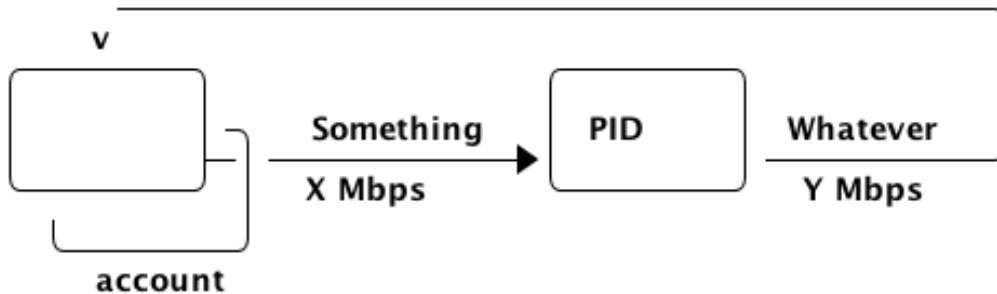 v
Something
PID
Whatever
X Mbps
Y Mbps
account